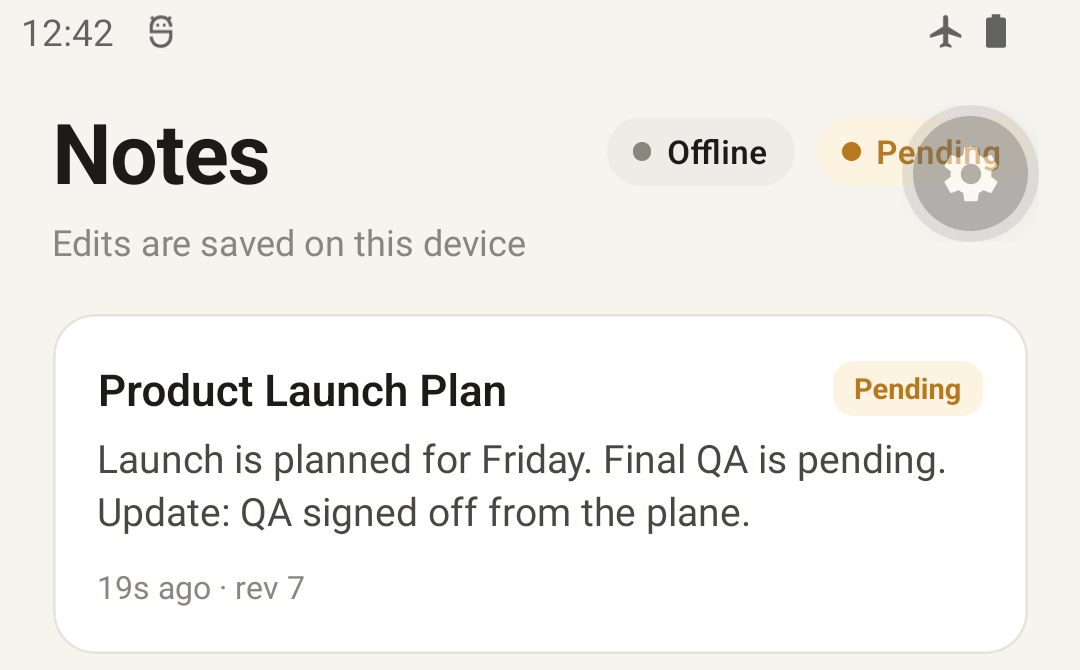 12:42
Notes
Offline
Pending
Edits are saved on this device
Product Launch Plan
Pending
Launch is planned for Friday. Final QA is pending.
Update: QA signed off from the plane.
19s ago · rev 7